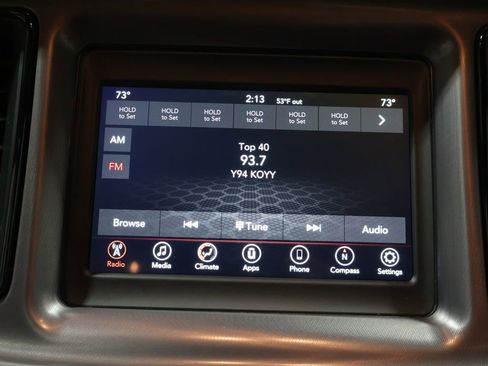 73° 2:13 53°F out 73°
HOLD to Set HOLD to Set HOLD to Set HOLD to Set HOLD to Set HOLD to Set
AM
FM
Top 40
93.7
Y94 KOYY
Browse Tune Audio
Radio Media Climate Apps Phone N Compass Settings